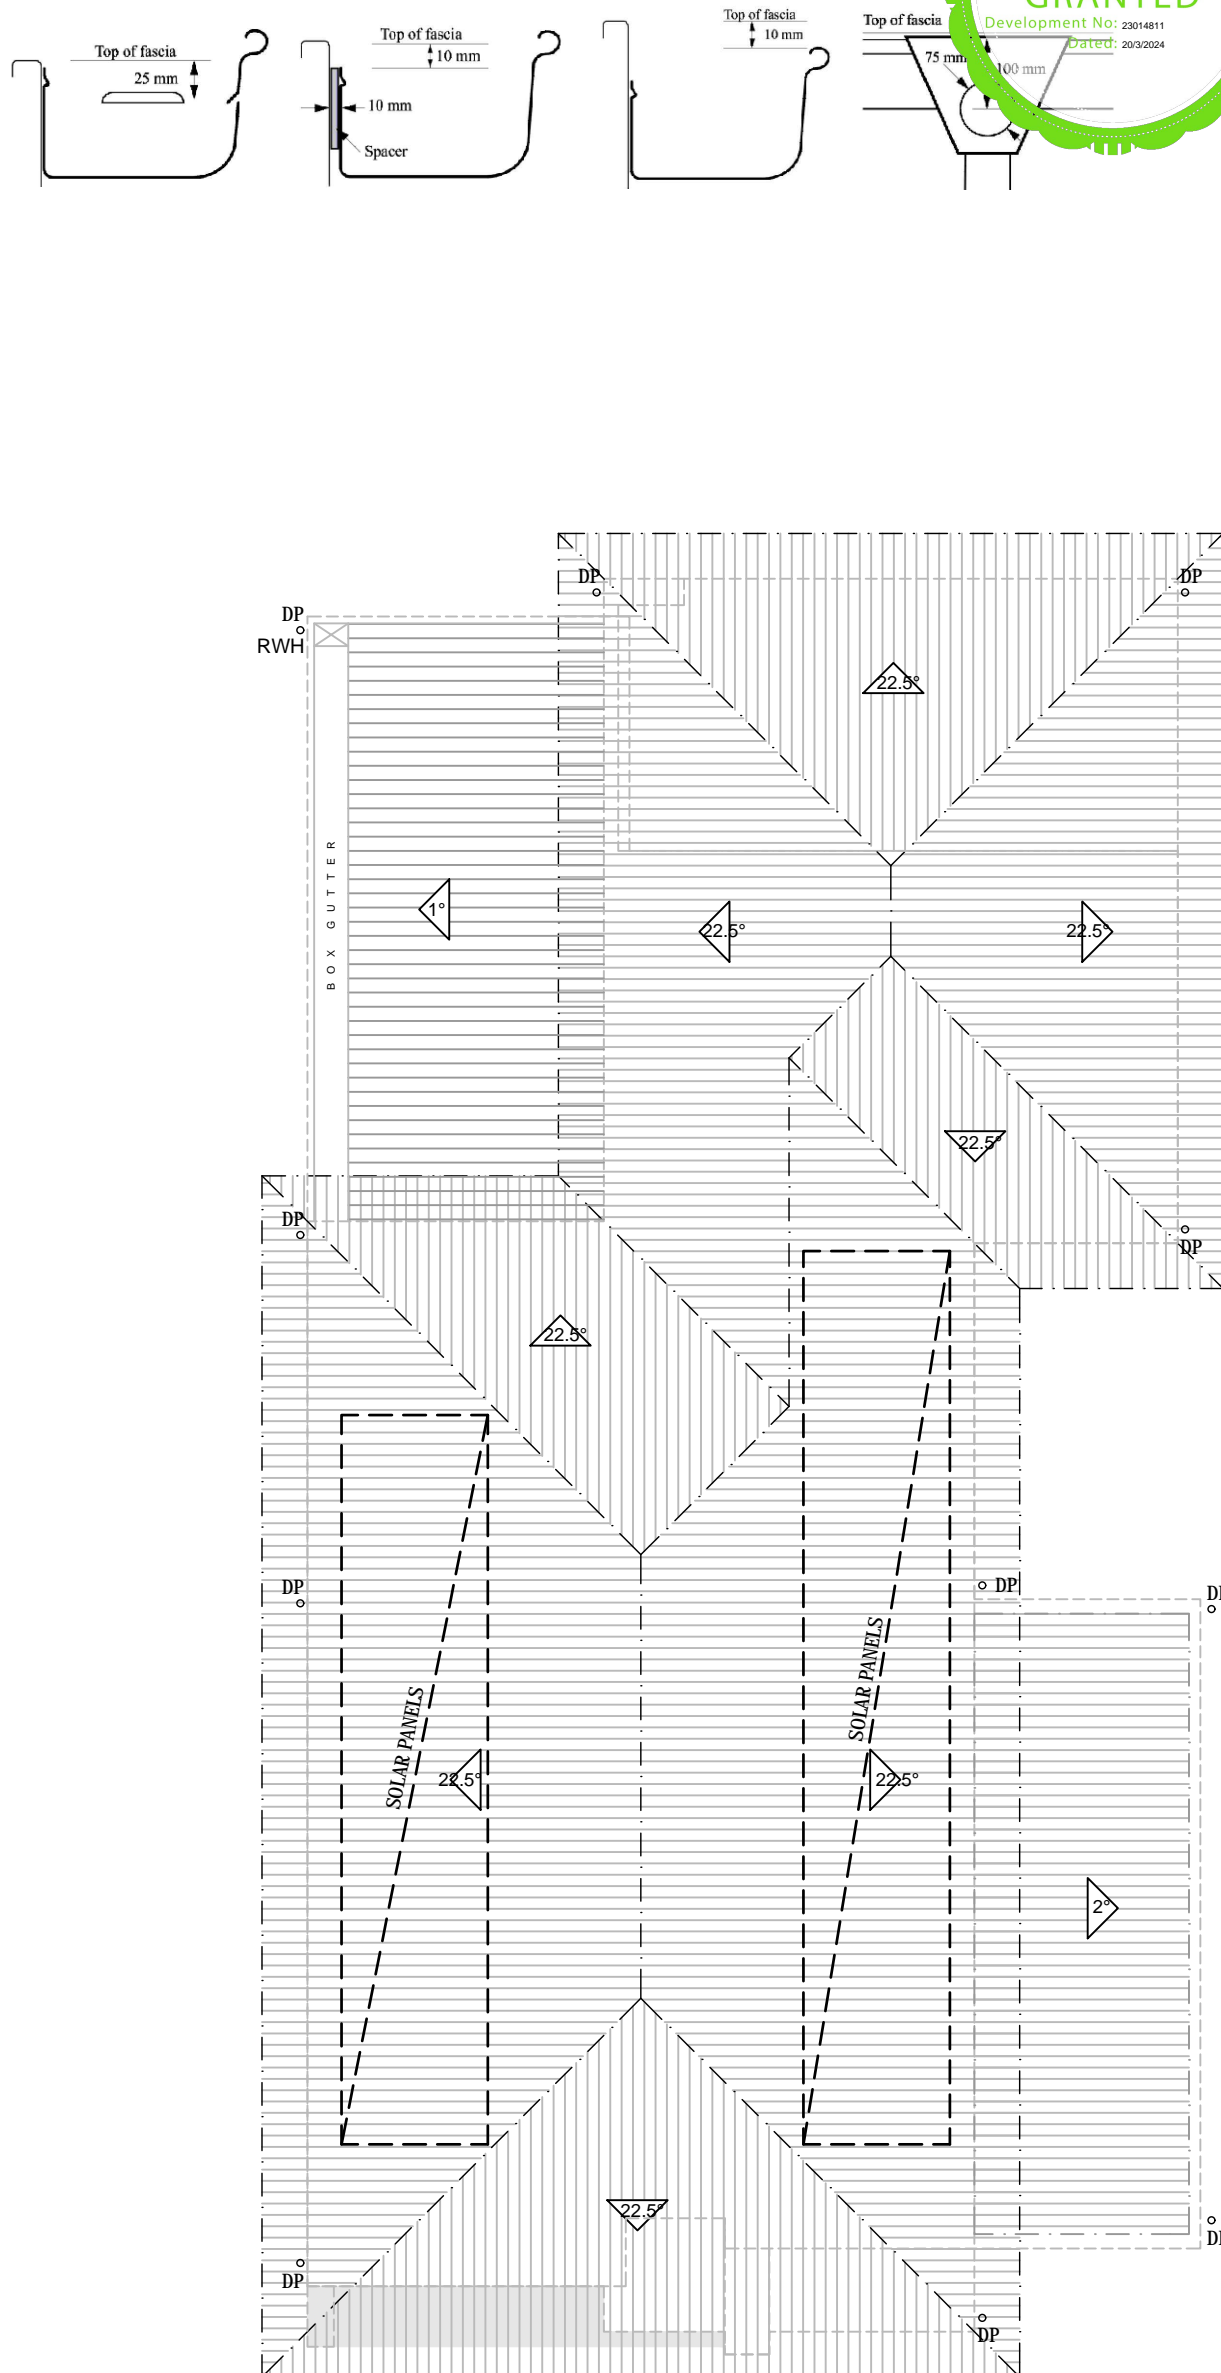 GRANTED
Development No: 23014811
Dated: 20/3/2024
Top of fascia
25 mm
Top of fascia
10 mm
10 mm
Spacer
Top of fascia
10 mm
Top of fascia
75 mm
100 mm
DP
DP
DP
RWH
22.5°
BOX GUTTER
1°
22.5°
22.5°
22.5°
DP
DP
22.5°
DP
DP
SOLAR PANELS
SOLAR PANELS
22.5°
22.5°
2°
22.5°
DP
DP